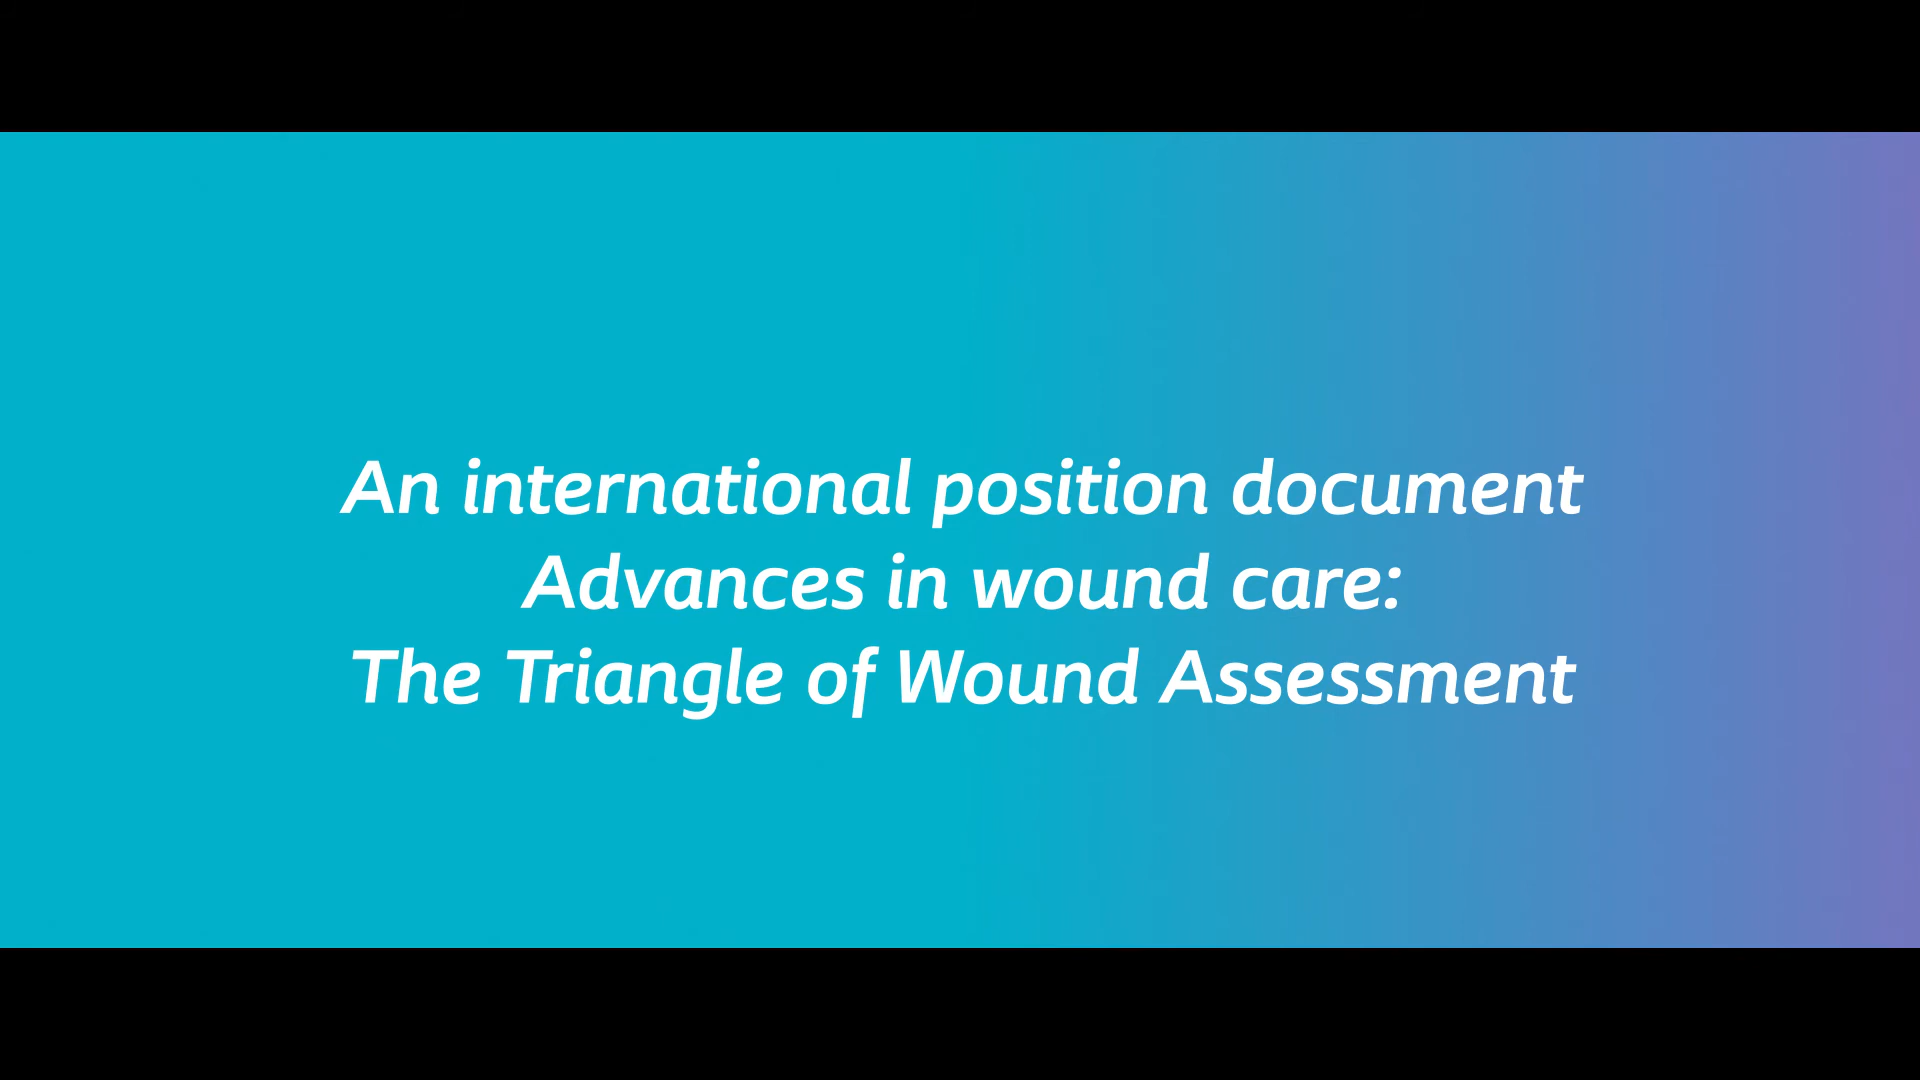 An international position document
Advances in wound care:
The Triangle of Wound Assessment